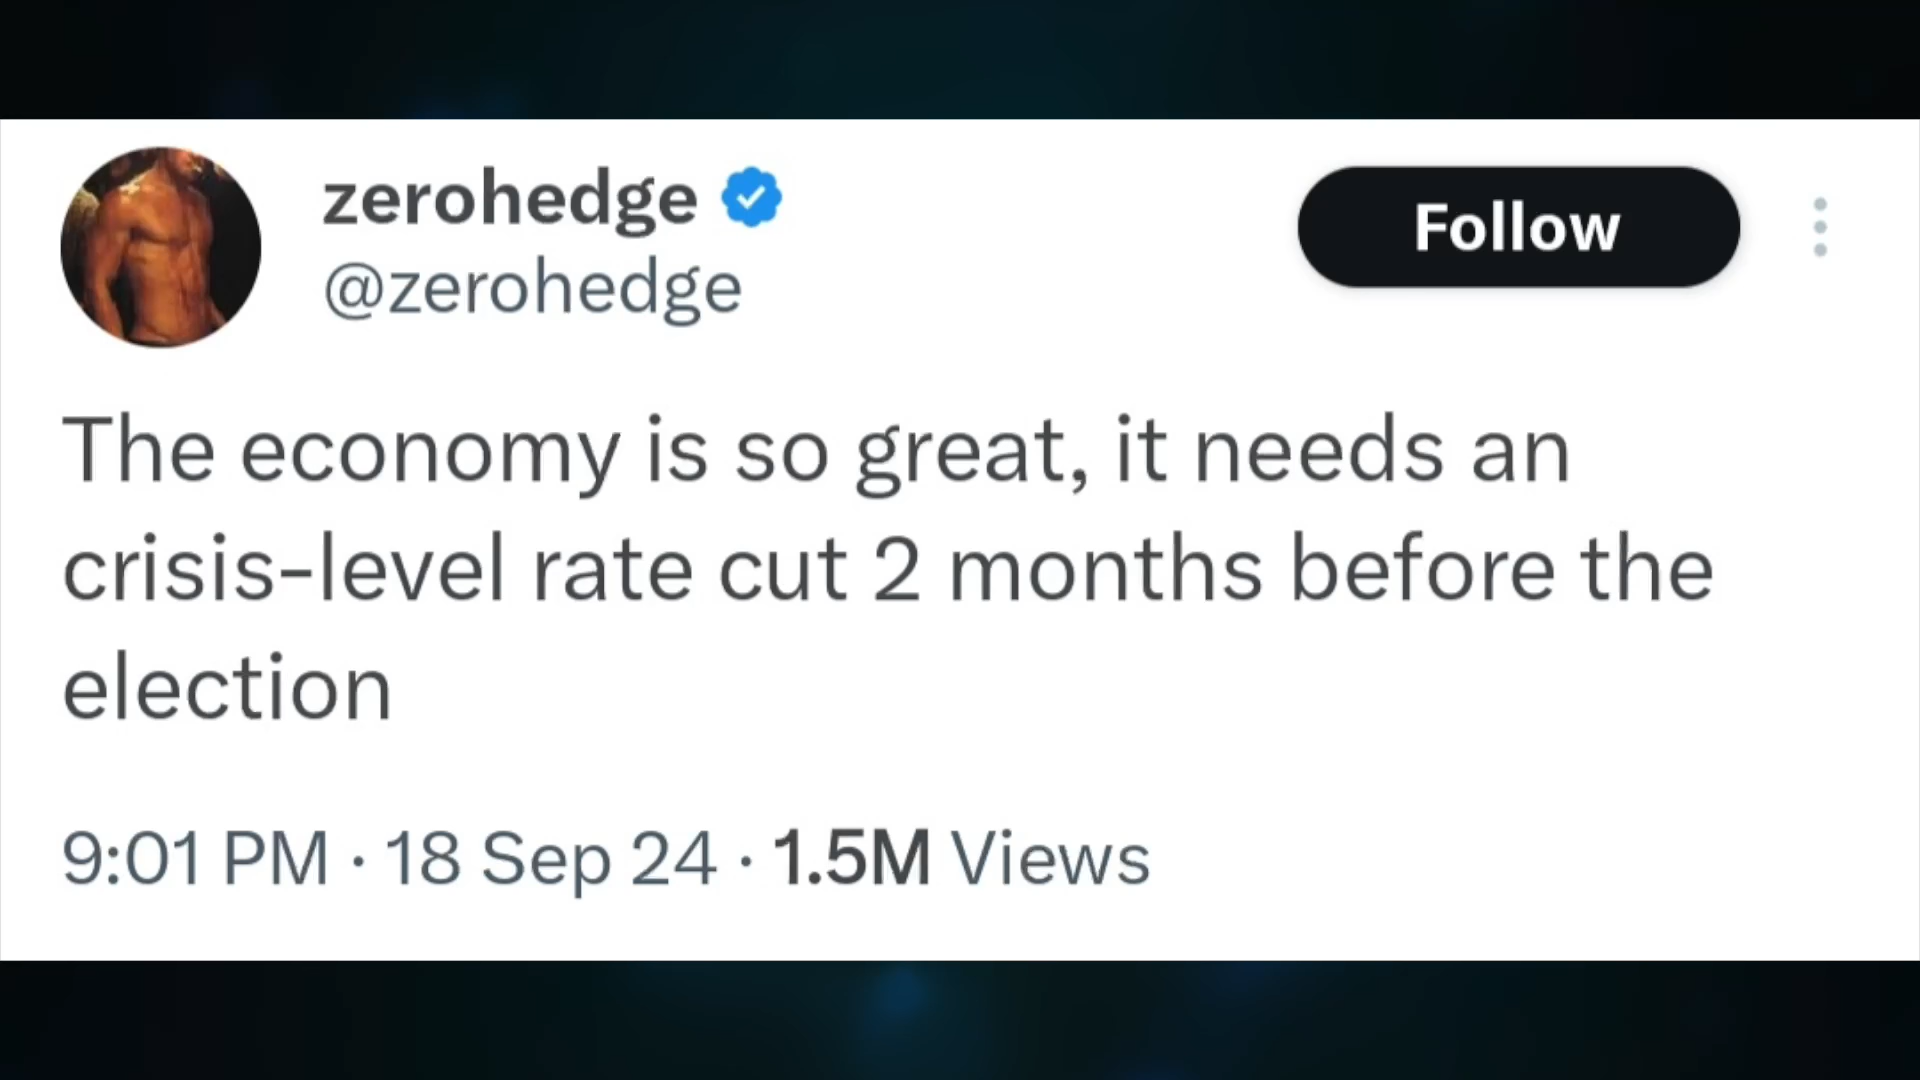 zerohedge
@zerohedge
Follow
The economy is so great, it needs an
crisis-level rate cut 2 months before the
election
9:01 PM · 18 Sep 24 · 1.5M Views